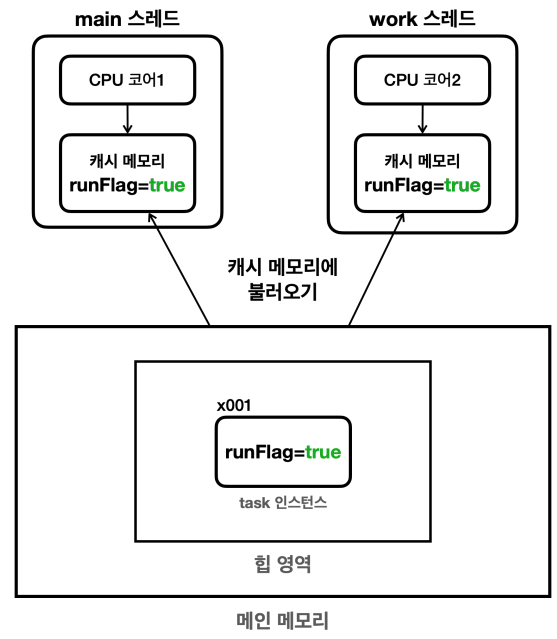 main 스레드
work 스레드
CPU 코어1
CPU 코어2
캐시 메모리
runFlag=true
캐시 메모리
runFlag=true
캐시 메모리에
불러오기
x001
runFlag=true
task 인스턴스
힙 영역
메인 메모리